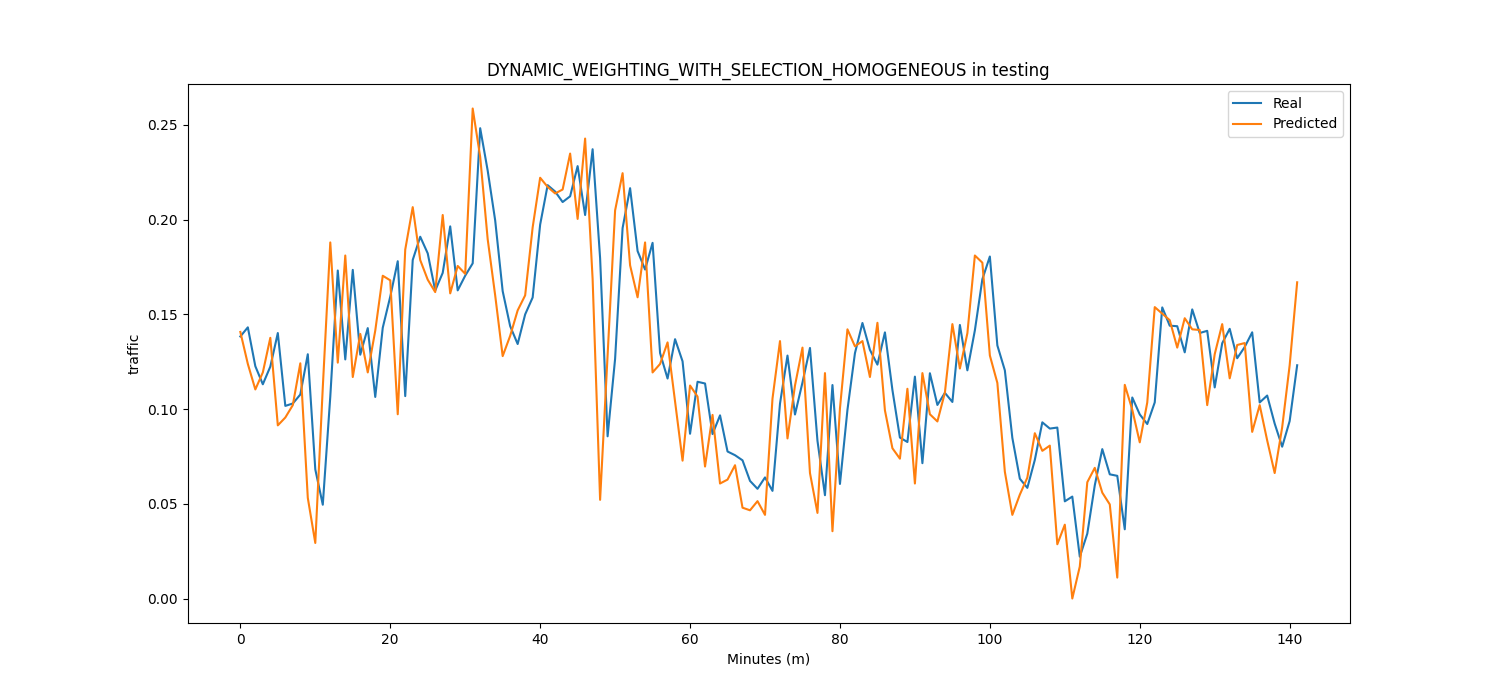 DYNAMIC_WEIGHTING_WITH_SELECTION_HOMOGENEOUS in testing
Real
Predicted
traffic
0.25
0.20
0.15
0.10
0.05
0.00
0 20 40 60 80 100 120 140
Minutes (m)